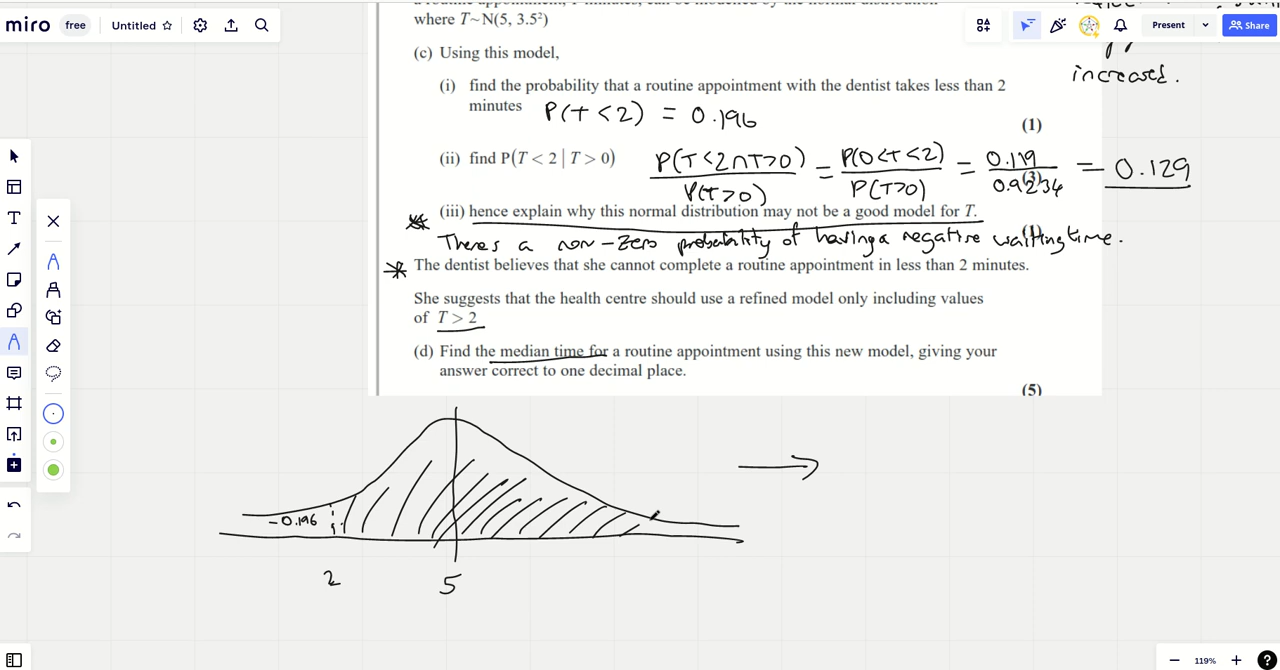 miro free Untitled Present Share
where T~N(5, 3.5²)
(c) Using this model,
increased.
(i) find the probability that a routine appointment with the dentist takes less than 2
minutes P(T<2) = 0.196
(1)
(ii) find P(T < 2 | T > 0) P(T<2∩T>0)/P(T>0) = P(0<T<2)/P(T>0) = 0.119/0.9234 = 0.129
(3)
(iii) hence explain why this normal distribution may not be a good model for T.
(1)
There's a non-zero probability of having a negative waiting time.
The dentist believes that she cannot complete a routine appointment in less than 2 minutes.
She suggests that the health centre should use a refined model only including values
of T > 2
(d) Find the median time for a routine appointment using this new model, giving your
answer correct to one decimal place.
(5)
-0.196
2 5
119%